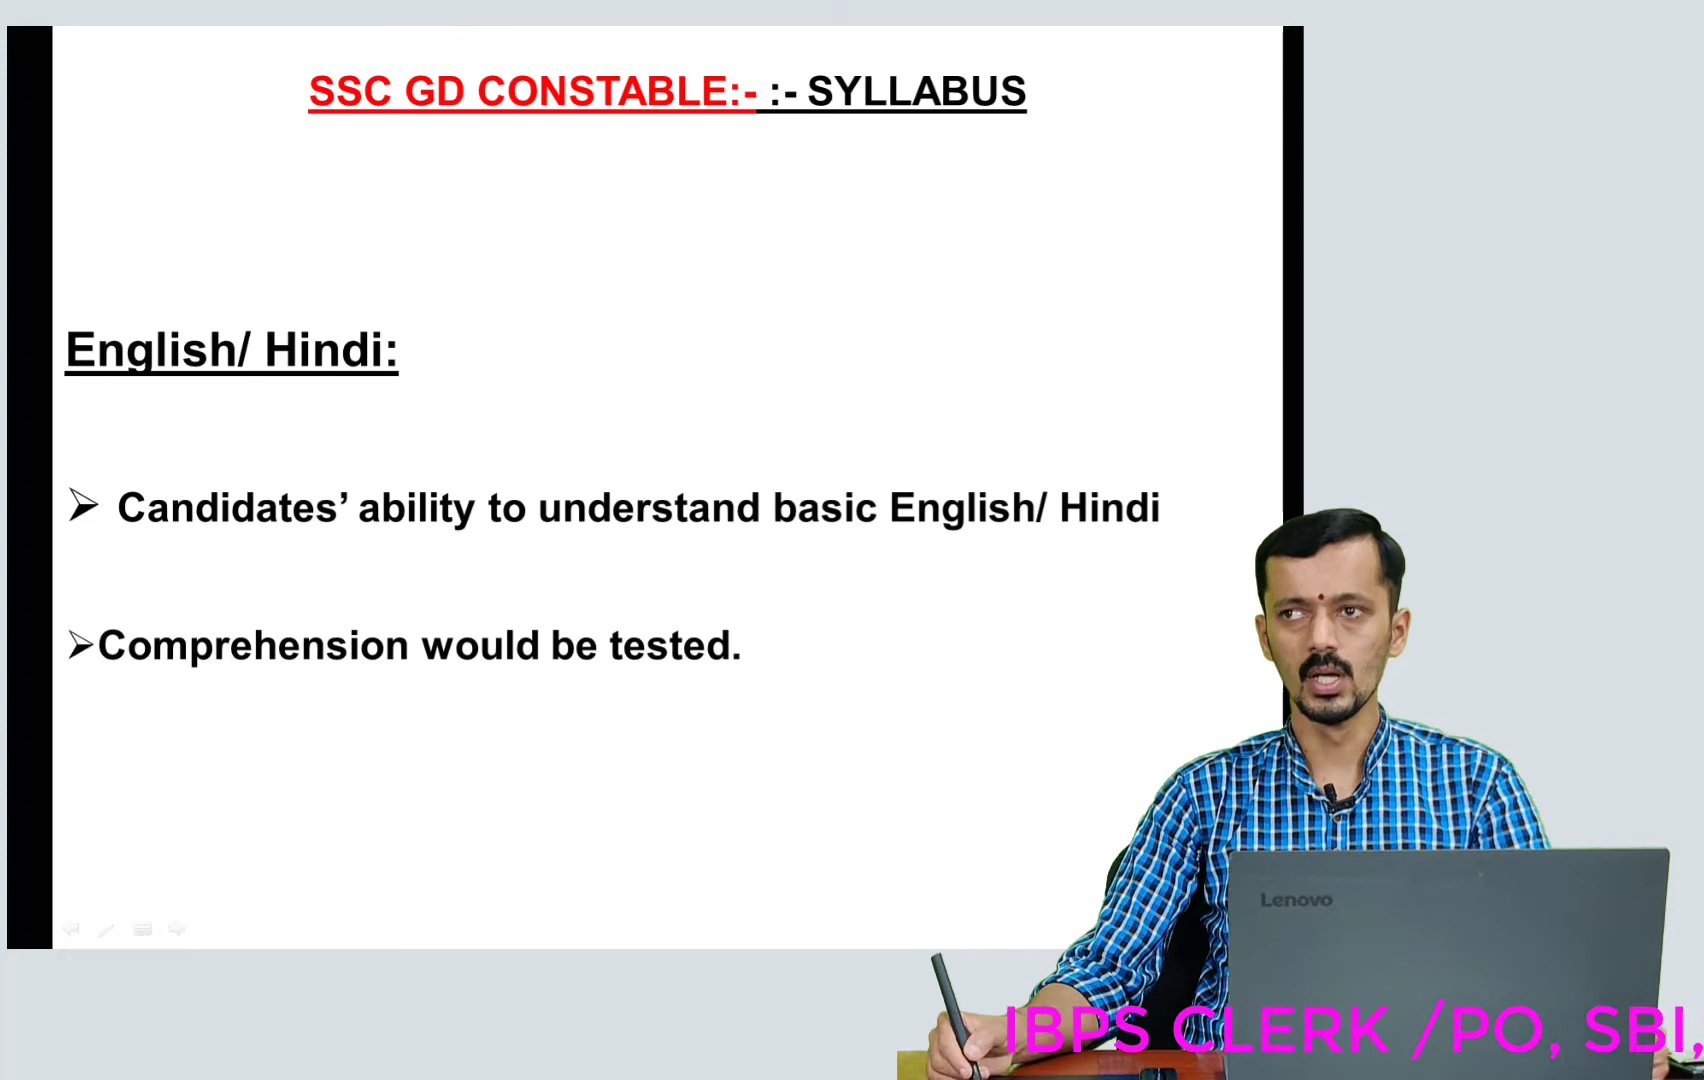 SSC GD CONSTABLE:- :- SYLLABUS
English/ Hindi:
➢ Candidates’ ability to understand basic English/ Hindi
➢Comprehension would be tested.
Lenovo
IBPS CLERK /PO, SBI,